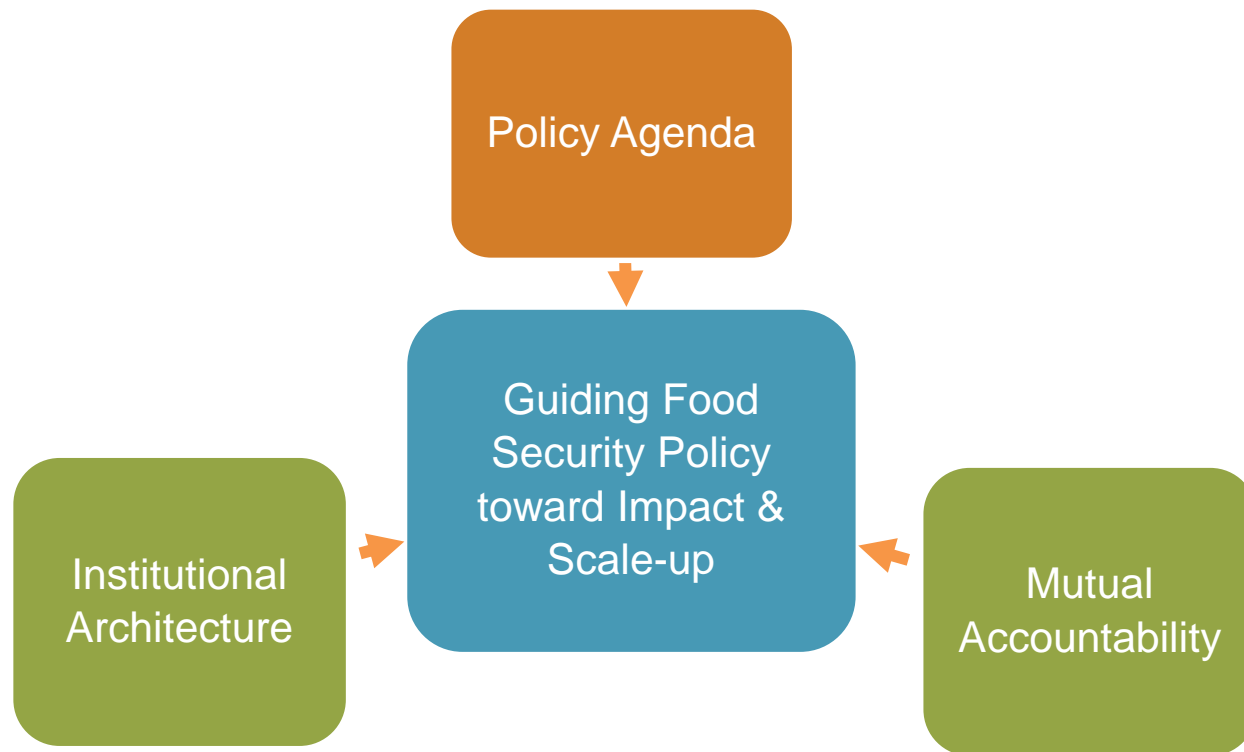 Policy Agenda
Guiding Food
Security Policy
toward Impact &
Scale-up
Institutional
Architecture
Mutual
Accountability